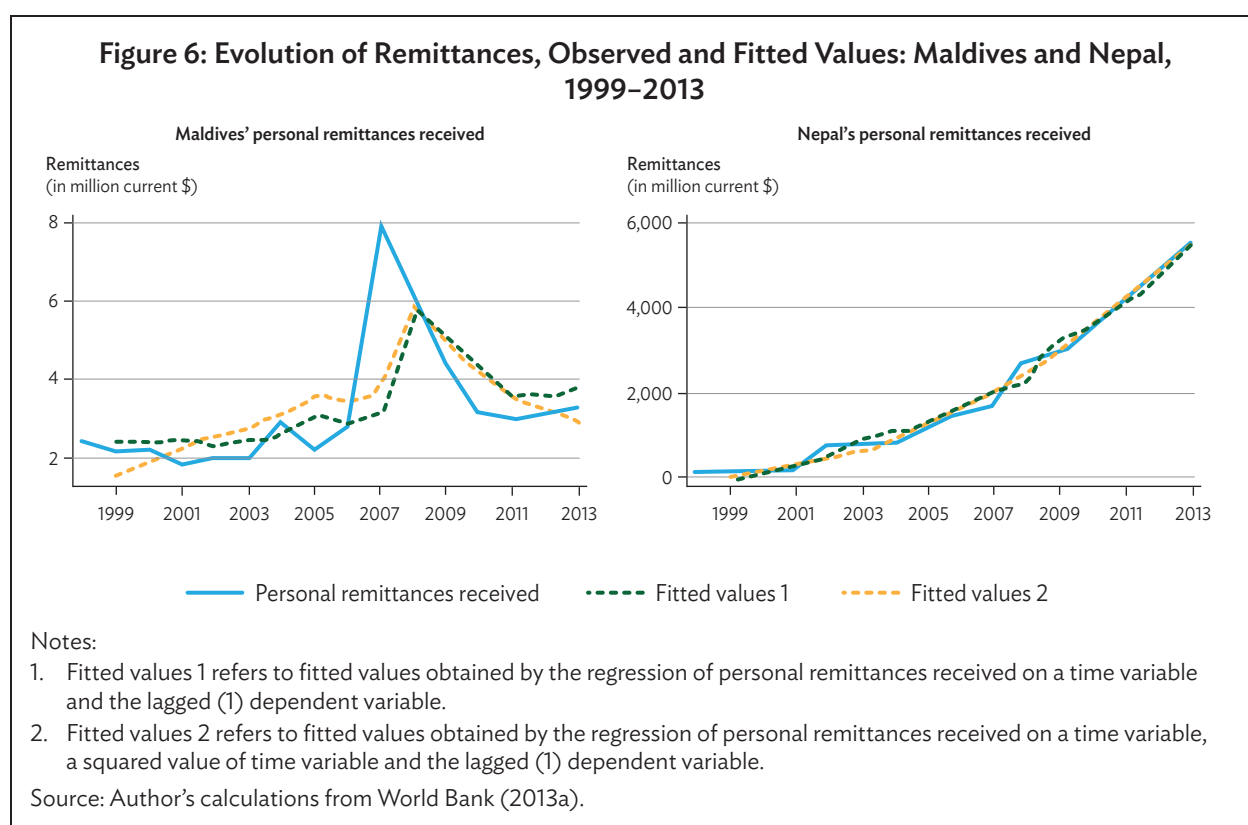 Figure 6: Evolution of Remittances, Observed and Fitted Values: Maldives and Nepal,
1999–2013
Maldives’ personal remittances received
Remittances
(in million current $)
8
6
4
2
1999 2001 2003 2005 2007 2009 2011 2013
Nepal’s personal remittances received
Remittances
(in million current $)
6,000
4,000
2,000
0
1999 2001 2003 2005 2007 2009 2011 2013
Personal remittances received Fitted values 1 Fitted values 2
Notes:
1. Fitted values 1 refers to fitted values obtained by the regression of personal remittances received on a time variable
and the lagged (1) dependent variable.
2. Fitted values 2 refers to fitted values obtained by the regression of personal remittances received on a time variable,
a squared value of time variable and the lagged (1) dependent variable.
Source: Author’s calculations from World Bank (2013a).